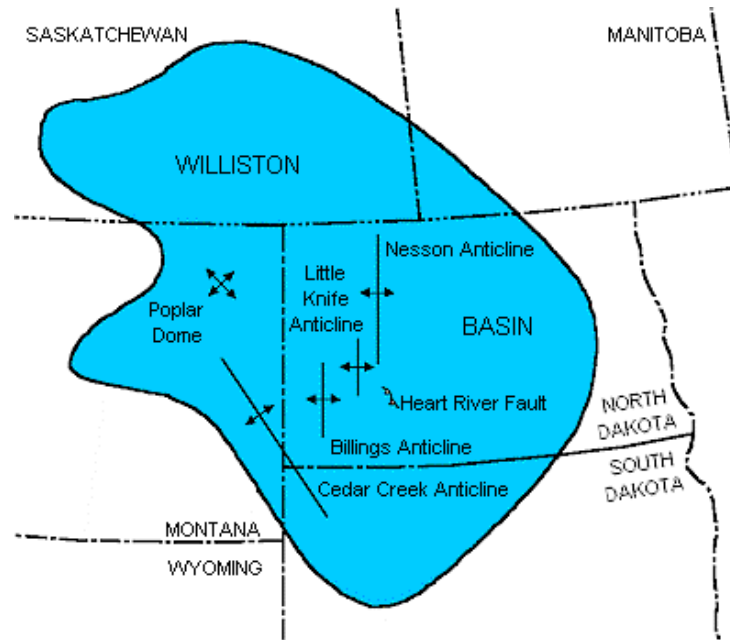 SASKATCHEWAN
MANITOBA
WILLISTON
Nesson Anticline
Little
Knife
Anticline
Poplar
Dome
BASIN
Heart River Fault
NORTH
DAKOTA
Billings Anticline
SOUTH
DAKOTA
Cedar Creek Anticline
MONTANA
WYOMING